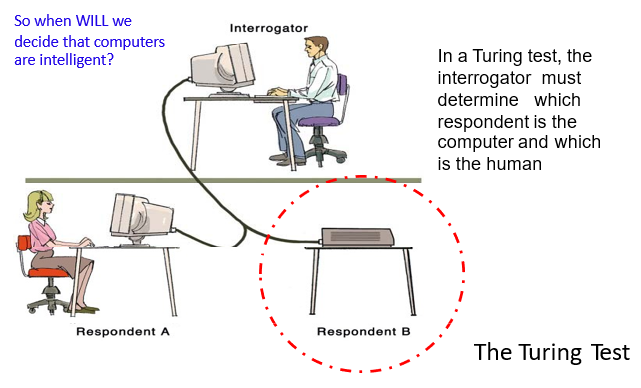 So when WILL we
decide that computers
are intelligent?
Interrogator
In a Turing test, the
interrogator must
determine which
respondent is the
computer and which
is the human
Respondent A
Respondent B
The Turing Test